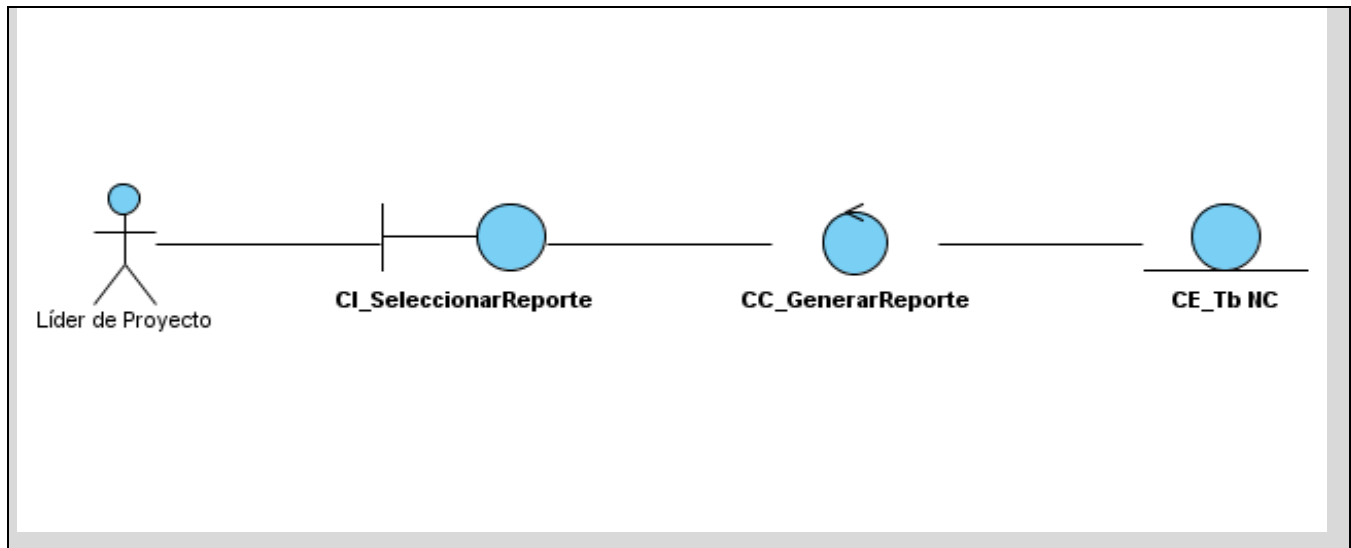 Líder de Proyecto
CI_SeleccionarReporte
CC_GenerarReporte
CE_Tb NC